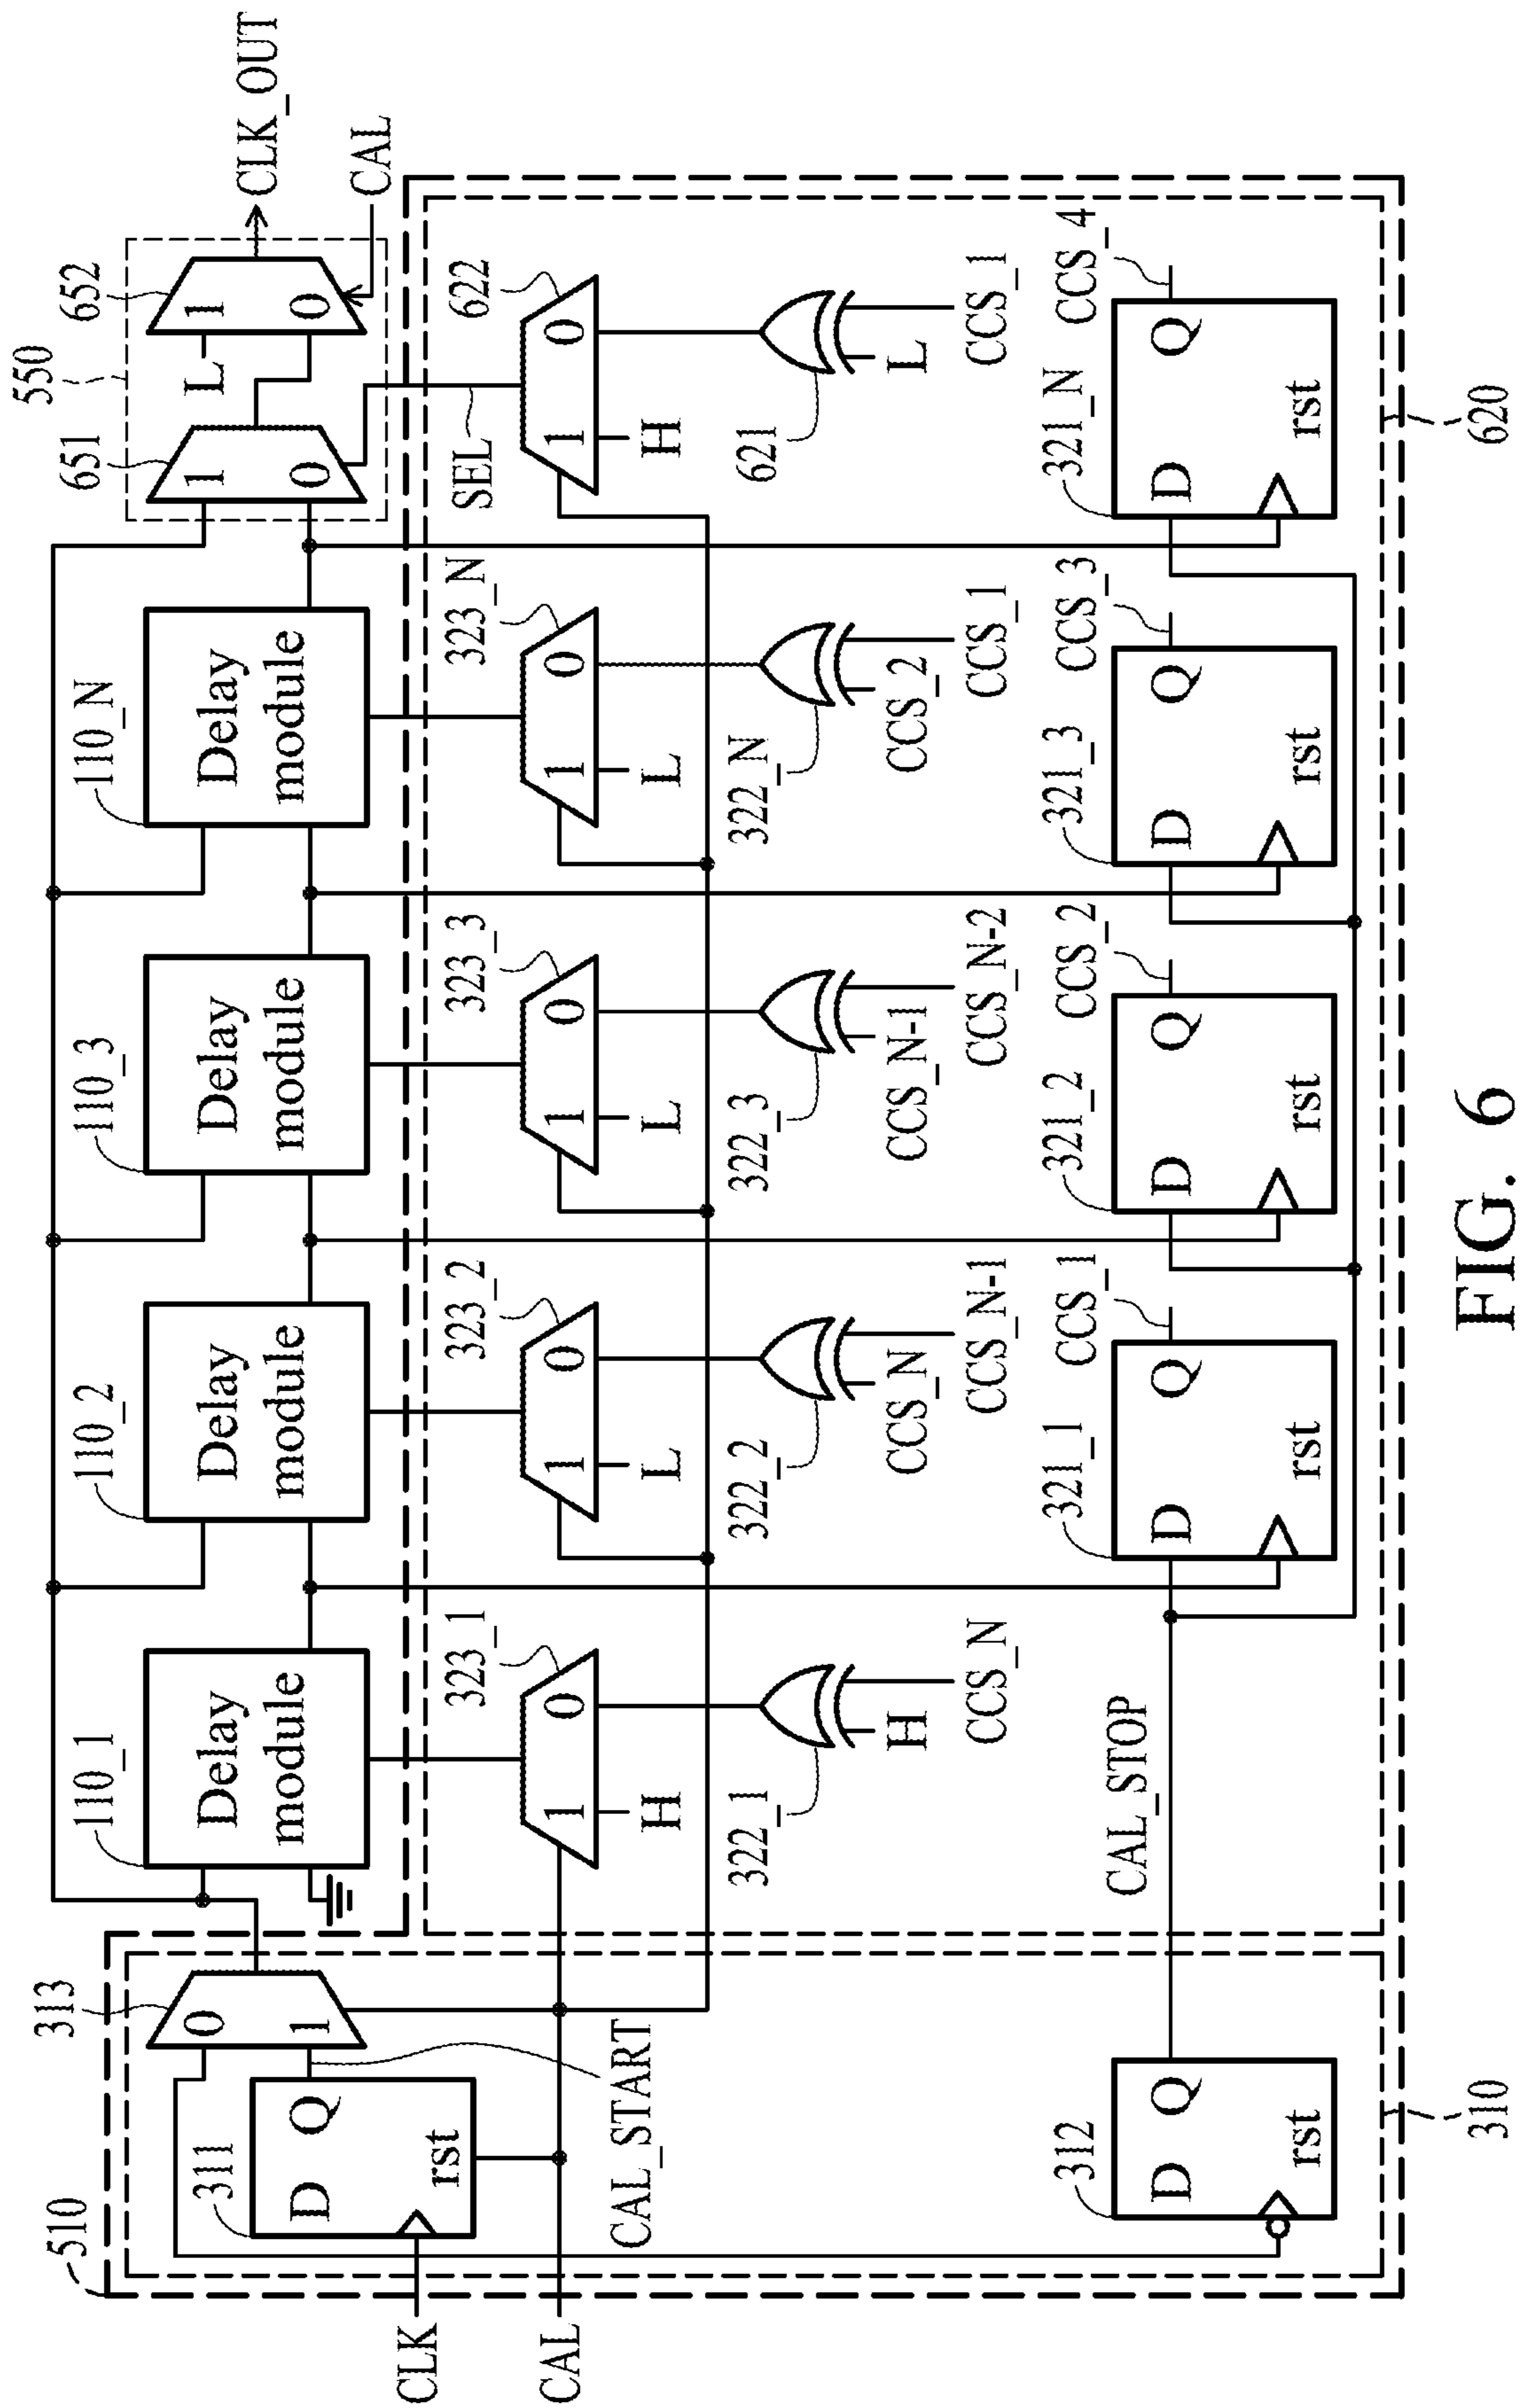 510
313
110_1
110_2
110_3
110_N
550
651
652
0
1
Delay
module
Delay
module
Delay
module
Delay
module
1
0
L
1
0
CLK_OUT
CAL
311
D
Q
rst
CAL_START
CLK
CAL
323_1
1
0
H
323_2
1
0
L
323_3
1
0
L
323_N
1
0
L
SEL
622
1
0
H
322_1
H
CCS_N
322_2
CCS_N
CCS_N-1
322_3
CCS_N-1
CCS_N-2
322_N
CCS_2
CCS_1
621
L
CCS_1
312
D
Q
rst
CAL_STOP
321_1
D
Q
rst
CCS_1
321_2
D
Q
rst
CCS_2
321_3
D
Q
rst
CCS_3
321_N
D
Q
rst
CCS_4
310
620
FIG. 6